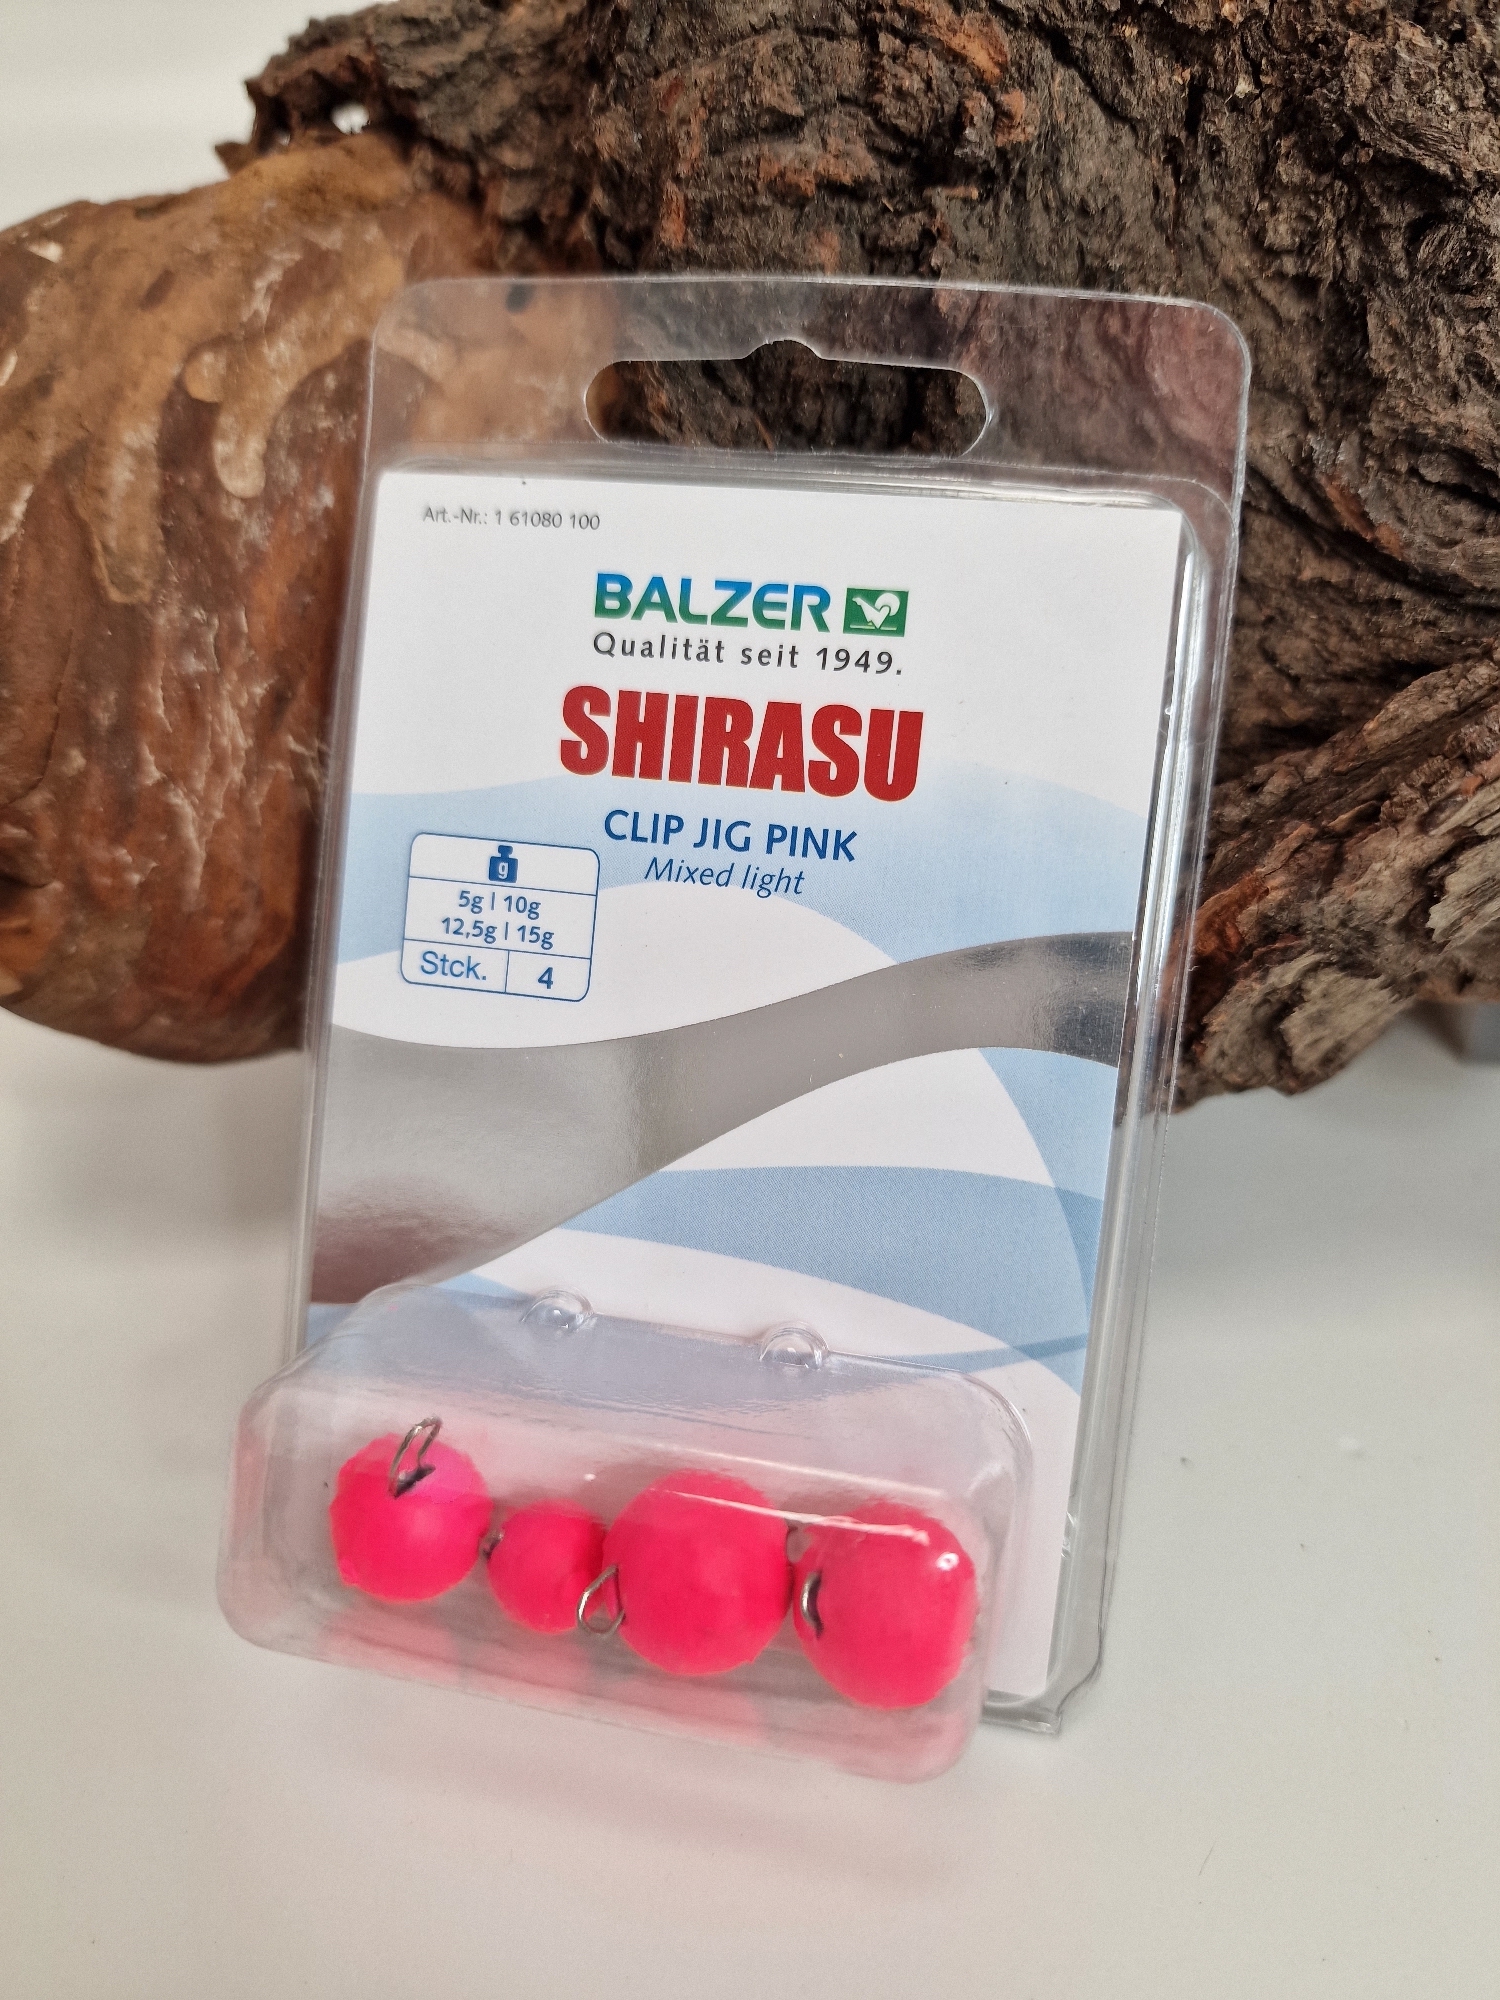 Art.-Nr.: 1 61080 100
BALZER
Qualität seit 1949.
SHIRASU
CLIP JIG PINK
Mixed light
g
5g | 10g
12,5g | 15g
Stck. 4